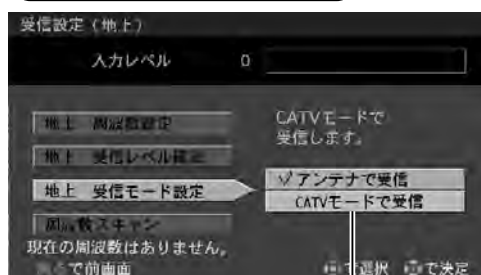 受信設定（地上）
入力レベル 0
地上 周波数設定
地上 受信レベル確認
地上 受信モード設定
周波数スキャン
CATVモードで
受信します。
アンテナで受信
CATVモードで受信
現在の周波数はありません。
で前画面
で選択 で決定